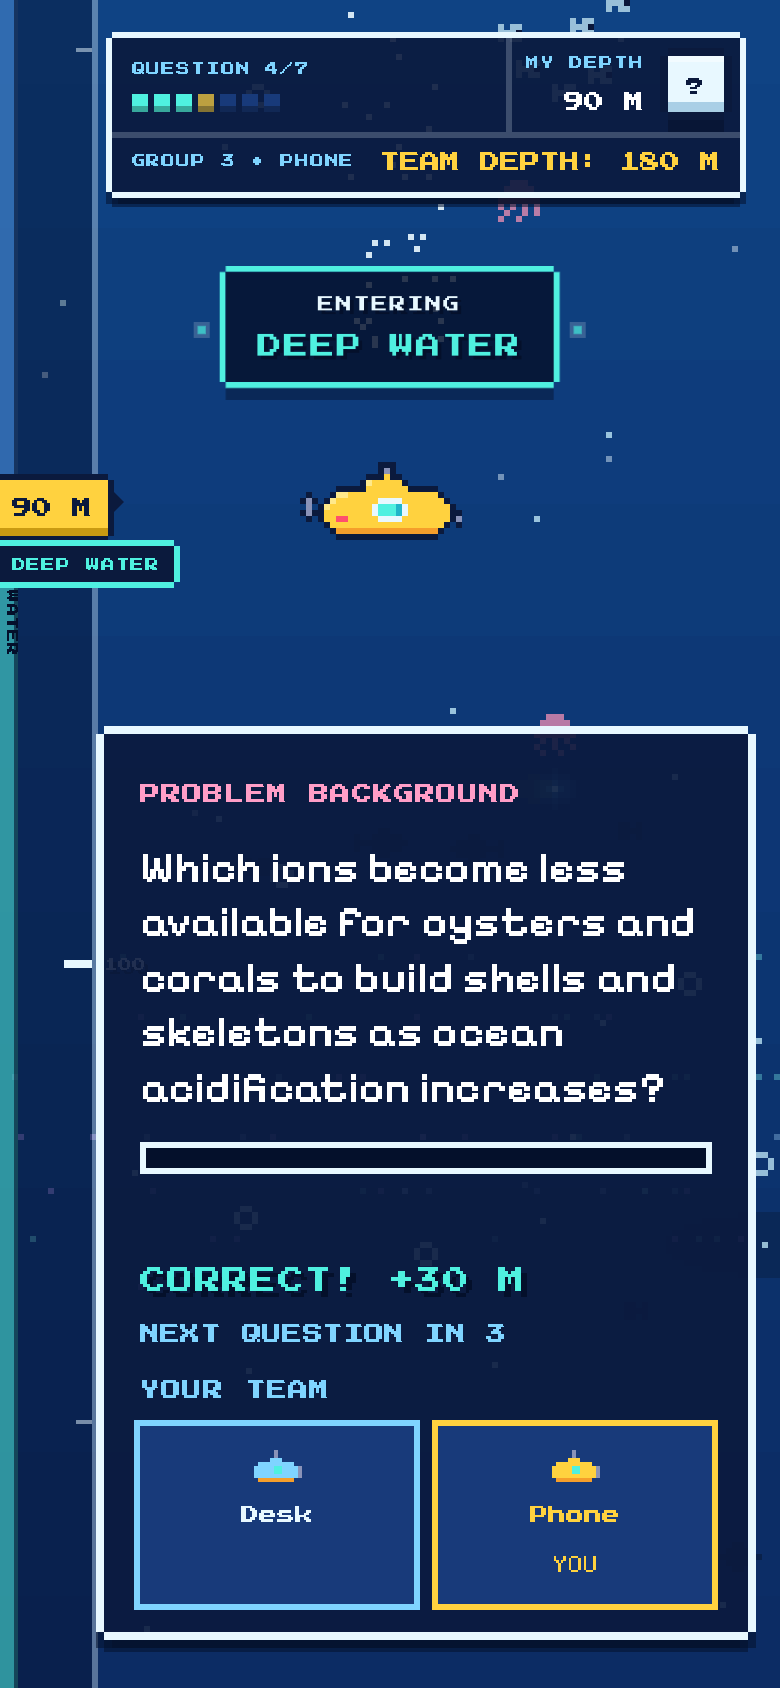 QUESTION 4/7
MY DEPTH
90 M
?
GROUP 3 • PHONE
TEAM DEPTH: 180 M
ENTERING
DEEP WATER
90 M
DEEP WATER
WATER
PROBLEM BACKGROUND
Which ions become less
available for oysters and
corals to build shells and
skeletons as ocean
acidification increases?
100
CORRECT! +30 M
NEXT QUESTION IN 3
YOUR TEAM
Desk
Phone
YOU